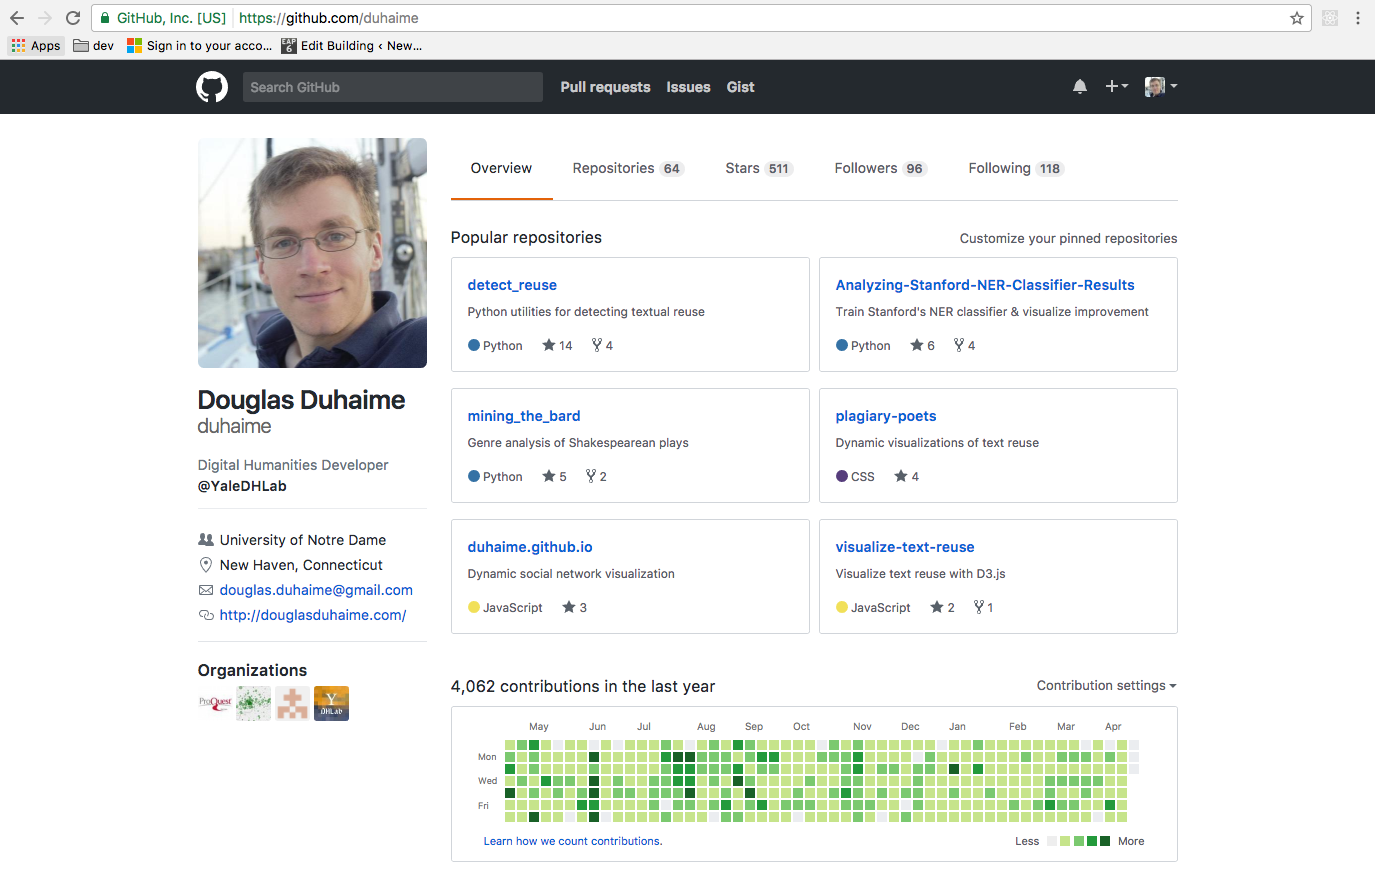 GitHub, Inc. [US] https://github.com/duhaime
Apps dev Sign in to your acco... EAP 6 Edit Building ‹ New...
Search GitHub Pull requests Issues Gist
Overview Repositories 64 Stars 511 Followers 96 Following 118
Popular repositories Customize your pinned repositories
detect_reuse
Python utilities for detecting textual reuse
Python 14 4
Analyzing-Stanford-NER-Classifier-Results
Train Stanford's NER classifier & visualize improvement
Python 6 4
mining_the_bard
Genre analysis of Shakespearean plays
Python 5 2
plagiary-poets
Dynamic visualizations of text reuse
CSS 4
duhaime.github.io
Dynamic social network visualization
JavaScript 3
visualize-text-reuse
Visualize text reuse with D3.js
JavaScript 2 1
Douglas Duhaime
duhaime
Digital Humanities Developer
@YaleDHLab
University of Notre Dame
New Haven, Connecticut
douglas.duhaime@gmail.com
http://douglasduhaime.com/
Organizations
ProQuest
Y
DHLab
4,062 contributions in the last year Contribution settings
May Jun Jul Aug Sep Oct Nov Dec Jan Feb Mar Apr
Mon
Wed
Fri
Learn how we count contributions. Less More